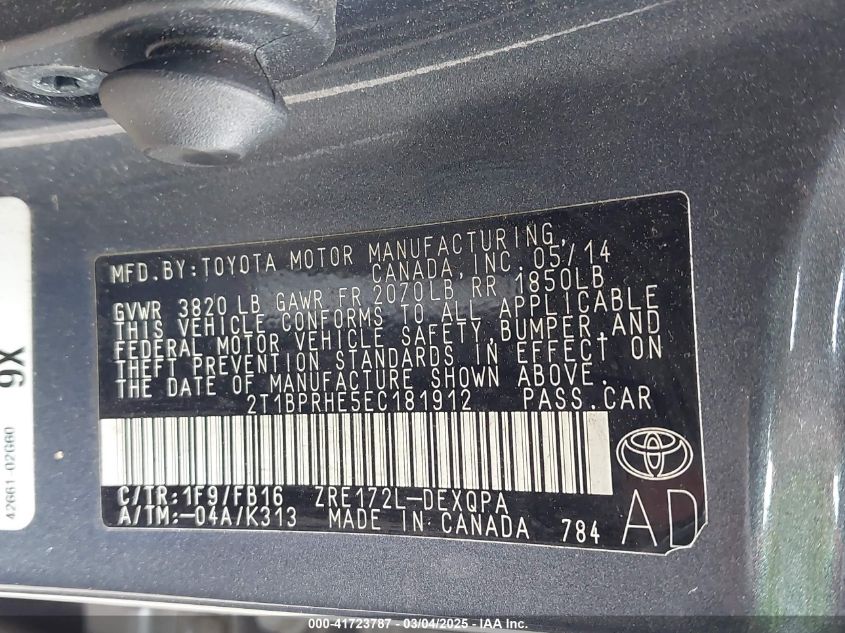 MFD.BY:TOYOTA MOTOR MANUFACTURING,
CANADA, INC. 05/14
GVWR 3820 LB GAWR FR 2070LB RR 1850LB
THIS VEHICLE CONFORMS TO ALL APPLICABLE
FEDERAL MOTOR VEHICLE SAFETY, BUMPER, AND
THEFT PREVENTION STANDARDS IN EFFECT ON
THE DATE OF MANUFACTURE SHOWN ABOVE.
2T1BPRHE5EC181912 PASS.CAR
C/TR:1F9/FB16 ZRE172L-DEXQPA
A/TM:-04A/K313 MADE IN CANADA 784
AD
9X
42661-02G60
000-41723787 - 03/04/2025 - IAA Inc.